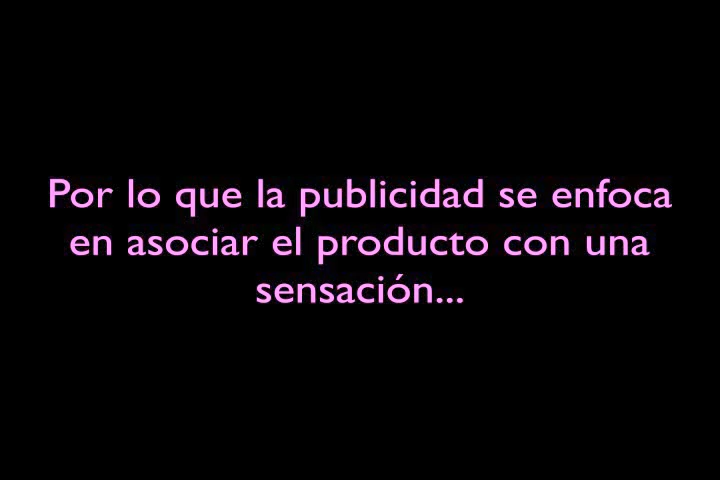 Por lo que la publicidad se enfoca
en asociar el producto con una
sensación...